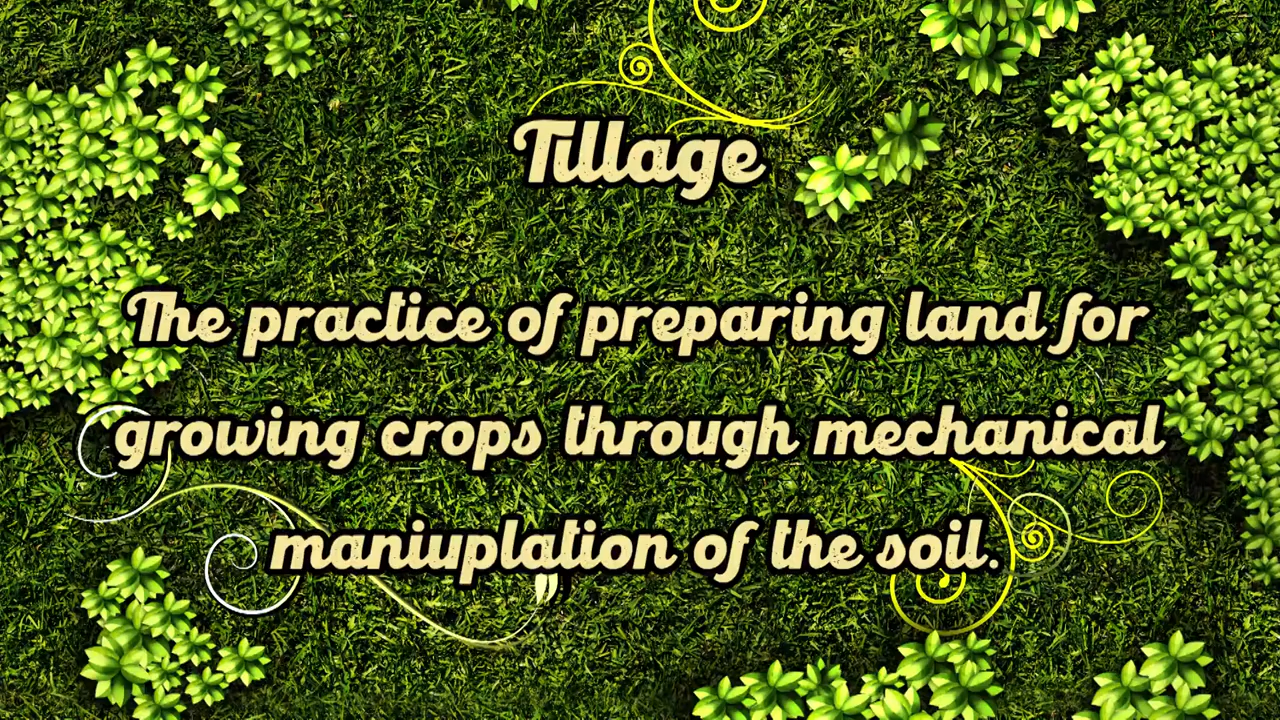 Tillage
The practice of preparing land for
growing crops through mechanical
maniuplation of the soil.